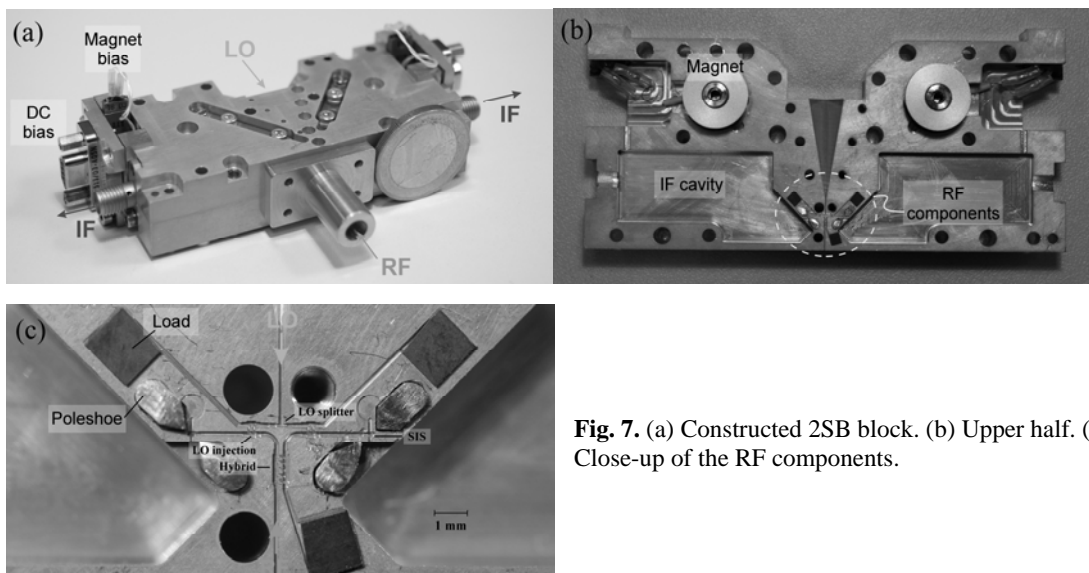 (a)
Magnet
bias
LO
DC
bias
IF
IF
RF
(b)
Magnet
IF cavity
RF
components
(c)
Load
LO
Poleshoe
LO splitter
SIS
LO injection
Hybrid
1 mm
Fig. 7. (a) Constructed 2SB block. (b) Upper half. (
Close-up of the RF components.